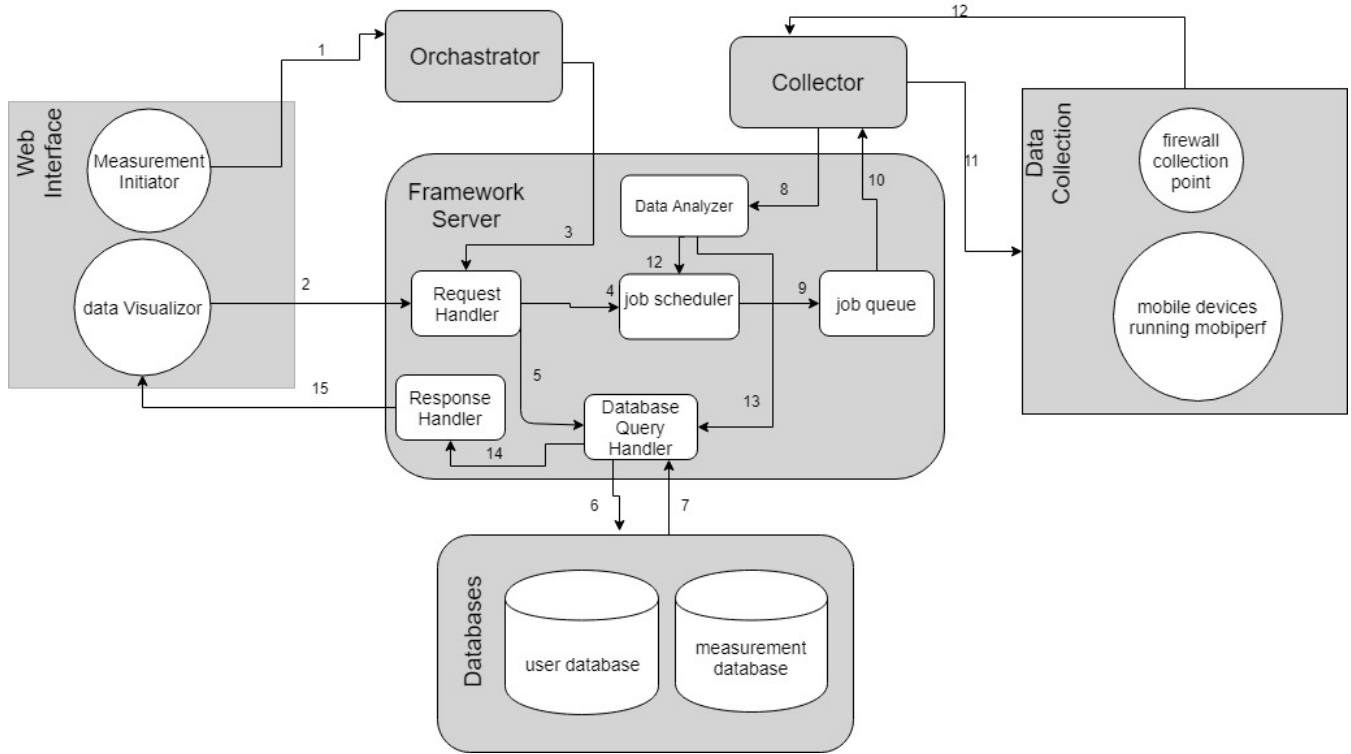 12
1
Orchastrator
Collector
Web
Interface
Measurement
Initiator
Data
Collection
firewall
collection
point
11
Framework
Server
Data Analyzer
8
10
3
12
Request
Handler
2
4
job scheduler
9
job queue
data Visualizor
mobile devices
running mobiperf
5
15
Response
Handler
Database
Query
Handler
13
14
6
7
Databases
user database
measurement
database